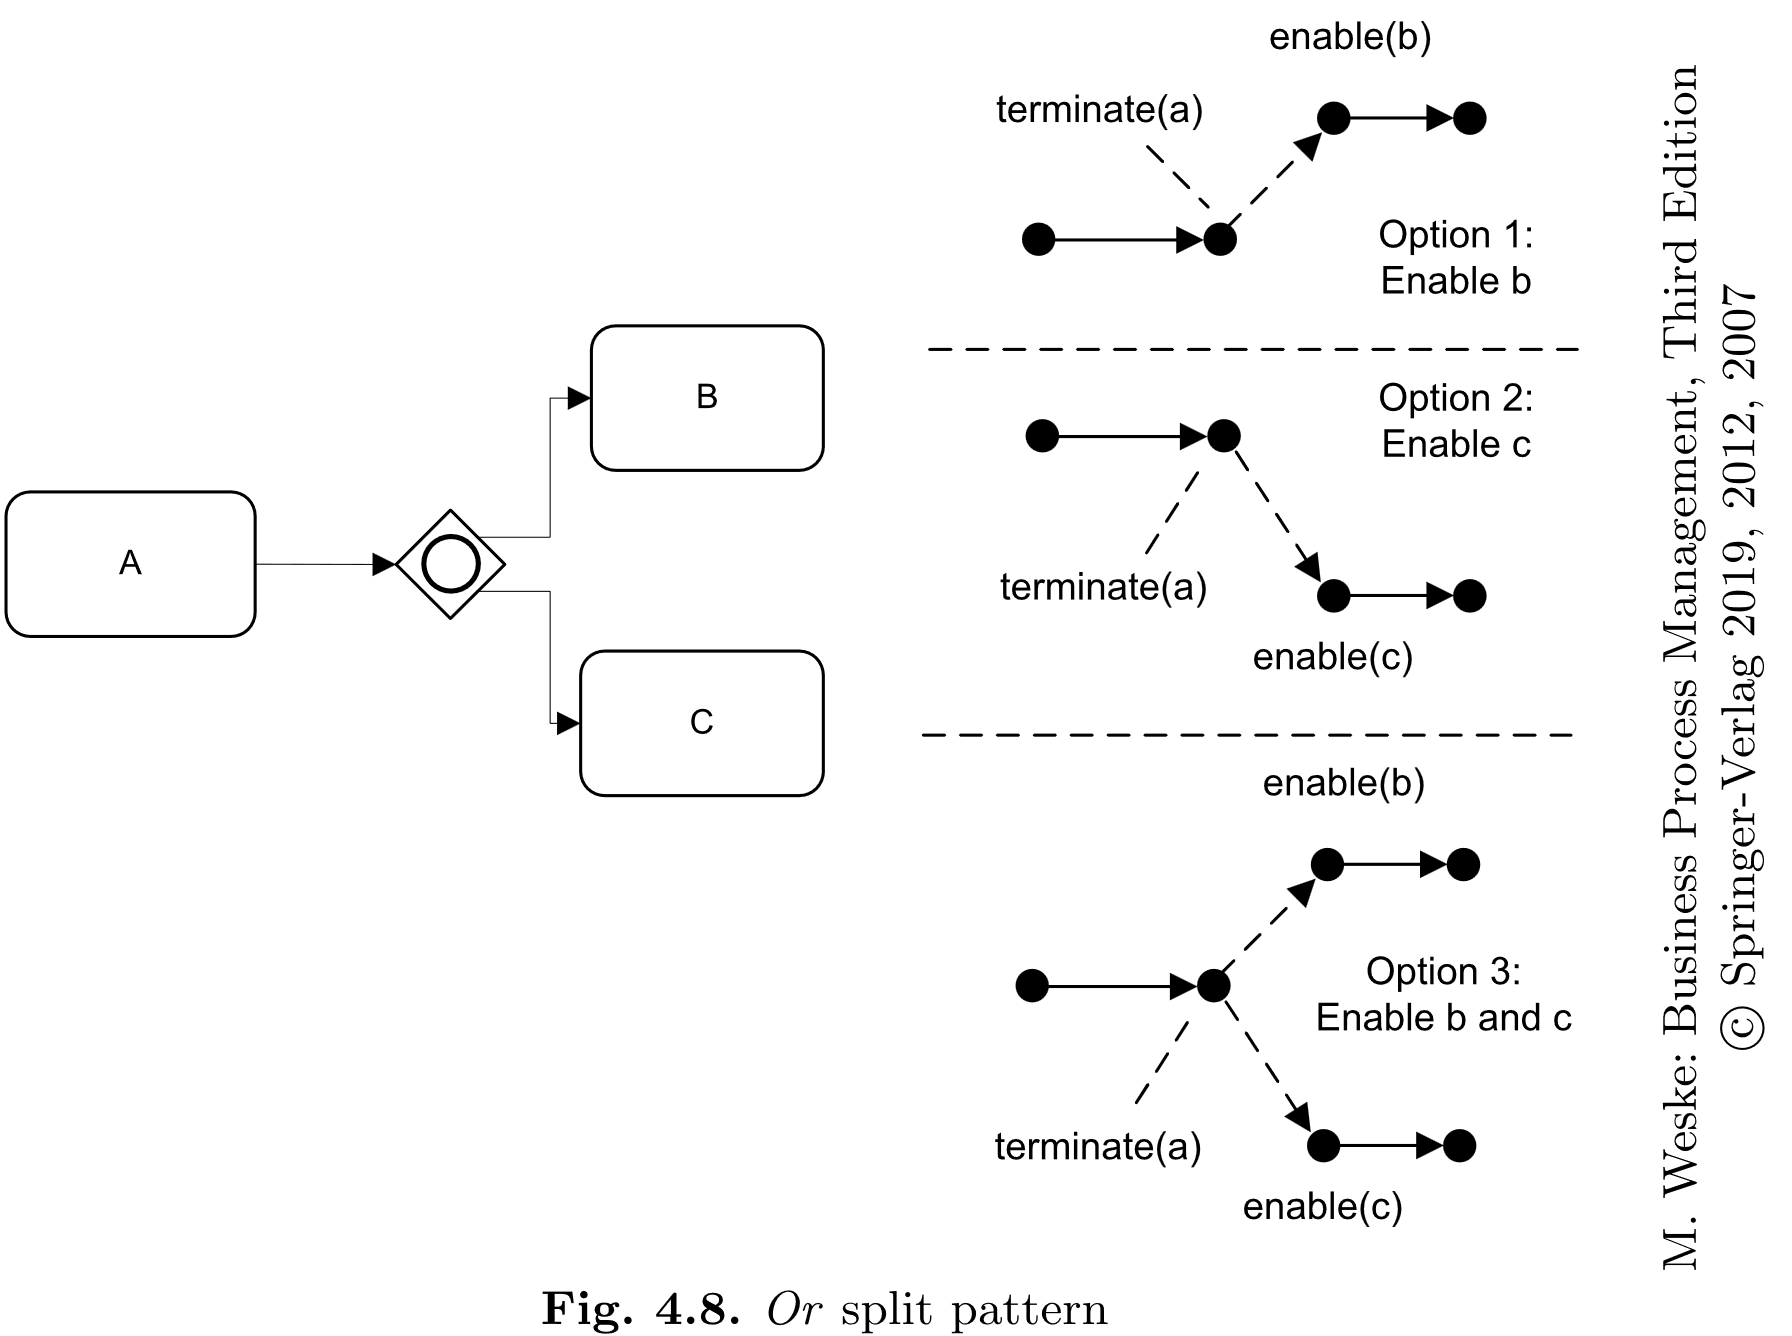 A
B
C
enable(b)
terminate(a)
Option 1:
Enable b
Option 2:
Enable c
terminate(a)
enable(c)
enable(b)
Option 3:
Enable b and c
terminate(a)
enable(c)
Fig. 4.8. Or split pattern
M. Weske: Business Process Management, Third Edition
© Springer-Verlag 2019, 2012, 2007